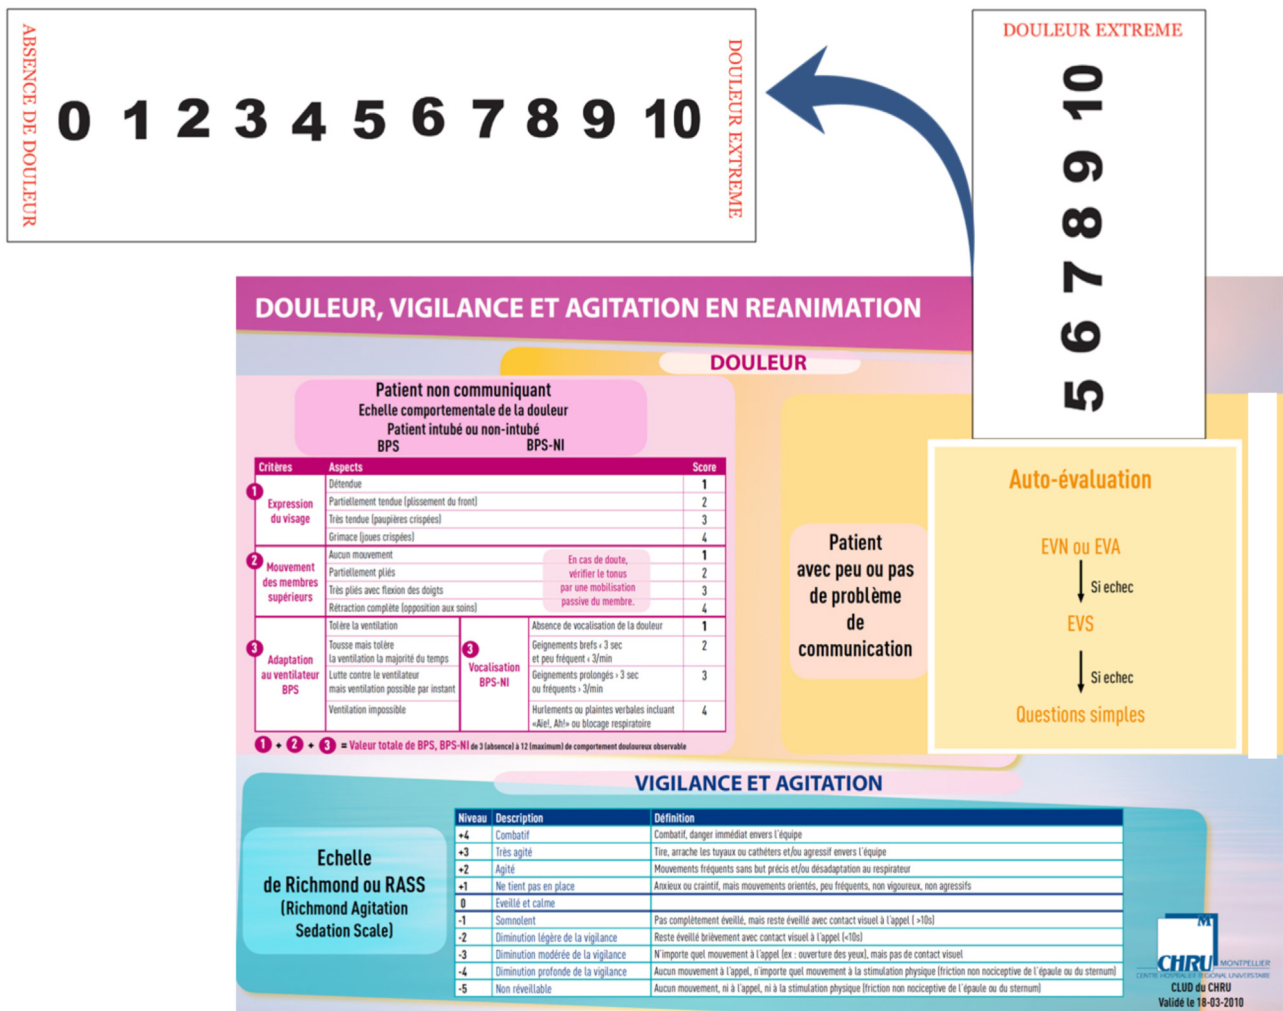 ABSENCE DE DOULEUR
0 1 2 3 4 5 6 7 8 9 10
DOULEUR EXTREME
DOULEUR EXTREME
5 6 7 8 9 10
DOULEUR, VIGILANCE ET AGITATION EN REANIMATION
DOULEUR
Patient non communiquant
Echelle comportementale de la douleur
Patient intubé ou non-intubé
BPS BPS-NI
Critères Aspects Score
1 Expression du visage
Détendue 1
Partiellement tendue (plissement du front) 2
Très tendue (paupières crispées) 3
Grimace (joues crispées) 4
2 Mouvement des membres supérieurs
Aucun mouvement 1
Partiellement pliés 2
Très pliés avec flexion des doigts 3
Rétraction complète (opposition aux soins) 4
En cas de doute,
vérifier le tonus
par une mobilisation
passive du membre.
3 Adaptation au ventilateur BPS
Tolère la ventilation
Tousse mais tolère
la ventilation la majorité du temps
Lutte contre le ventilateur
mais ventilation possible par instant
Ventilation impossible
3 Vocalisation BPS-NI
Absence de vocalisation de la douleur 1
Geignements brefs < 3 sec
et peu fréquent < 3/min 2
Geignements prolongés > 3 sec
ou fréquents > 3/min 3
Hurlements ou plaintes verbales incluant
«Aïe!, Ah!» ou blocage respiratoire 4
1 + 2 + 3 = Valeur totale de BPS, BPS-NI de 3 (absence) à 12 (maximum) de comportement douloureux observable
Patient
avec peu ou pas
de problème
de
communication
Auto-évaluation
EVN ou EVA
Si echec
EVS
Si echec
Questions simples
VIGILANCE ET AGITATION
Echelle
de Richmond ou RASS
(Richmond Agitation
Sedation Scale)
Niveau Description Définition
+4 Combatif Combatif, danger immédiat envers l'équipe
+3 Très agité Tire, arrache les tuyaux ou cathéters et/ou agressif envers l'équipe
+2 Agité Mouvements fréquents sans but précis et/ou désadaptation au respirateur
+1 Ne tient pas en place Anxieux ou craintif, mais mouvements orientés, peu fréquents, non vigoureux, non agressifs
0 Eveillé et calme
-1 Somnolent Pas complètement éveillé, mais reste éveillé avec contact visuel à l'appel ( >10s)
-2 Diminution légère de la vigilance Reste éveillé brièvement avec contact visuel à l'appel (<10s)
-3 Diminution modérée de la vigilance N'importe quel mouvement à l'appel (ex : ouverture des yeux), mais pas de contact visuel
-4 Diminution profonde de la vigilance Aucun mouvement à l'appel, n'importe quel mouvement à la stimulation physique (friction non nociceptive de l'épaule ou du sternum)
-5 Non réveillable Aucun mouvement, ni à l'appel, ni à la stimulation physique (friction non nociceptive de l'épaule ou du sternum)
M
CHRU MONTPELLIER
CENTRE HOSPITALIER REGIONAL UNIVERSITAIRE
CLUD du CHRU
Validé le 18-03-2010